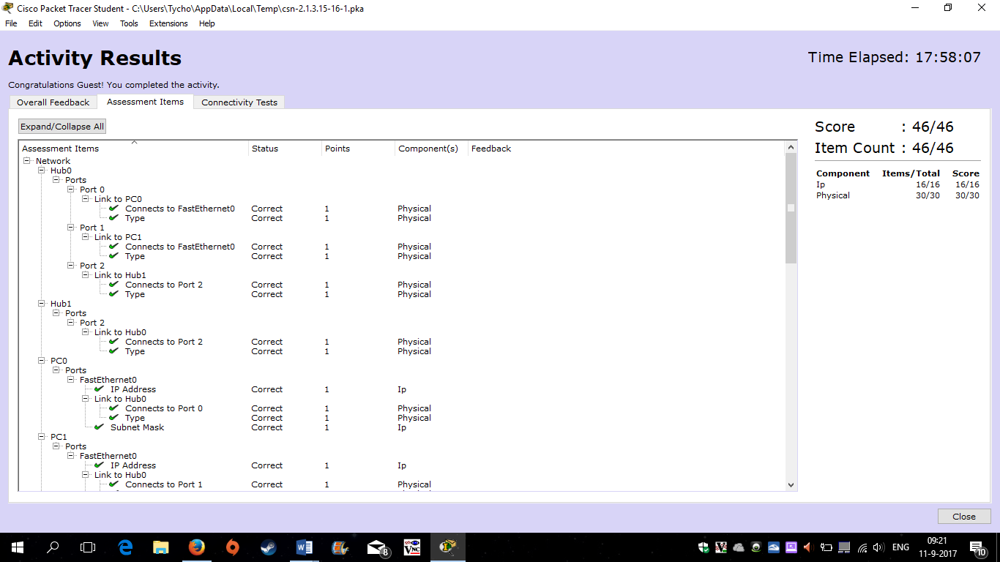 Cisco Packet Tracer Student - C:\Users\Tycho\AppData\Local\Temp\csn-2.1.3.15-16-1.pka
File Edit Options View Tools Extensions Help
Activity Results
Time Elapsed: 17:58:07
Congratulations Guest! You completed the activity.
Overall Feedback Assessment Items Connectivity Tests
Expand/Collapse All
Assessment Items Status Points Component(s) Feedback
Network
Hub0
Ports
Port 0
Link to PC0
Connects to FastEthernet0 Correct 1 Physical
Type Correct 1 Physical
Port 1
Link to PC1
Connects to FastEthernet0 Correct 1 Physical
Type Correct 1 Physical
Port 2
Link to Hub1
Connects to Port 2 Correct 1 Physical
Type Correct 1 Physical
Hub1
Ports
Port 2
Link to Hub0
Connects to Port 2 Correct 1 Physical
Type Correct 1 Physical
PC0
Ports
FastEthernet0
IP Address Correct 1 Ip
Link to Hub0
Connects to Port 0 Correct 1 Physical
Type Correct 1 Physical
Subnet Mask Correct 1 Ip
PC1
Ports
FastEthernet0
IP Address Correct 1 Ip
Link to Hub0
Connects to Port 1 Correct 1 Physical
Score : 46/46
Item Count : 46/46
Component Items/Total Score
Ip 16/16 16/16
Physical 30/30 30/30
Close
8
VNC
ENG
09:21
11-9-2017
10